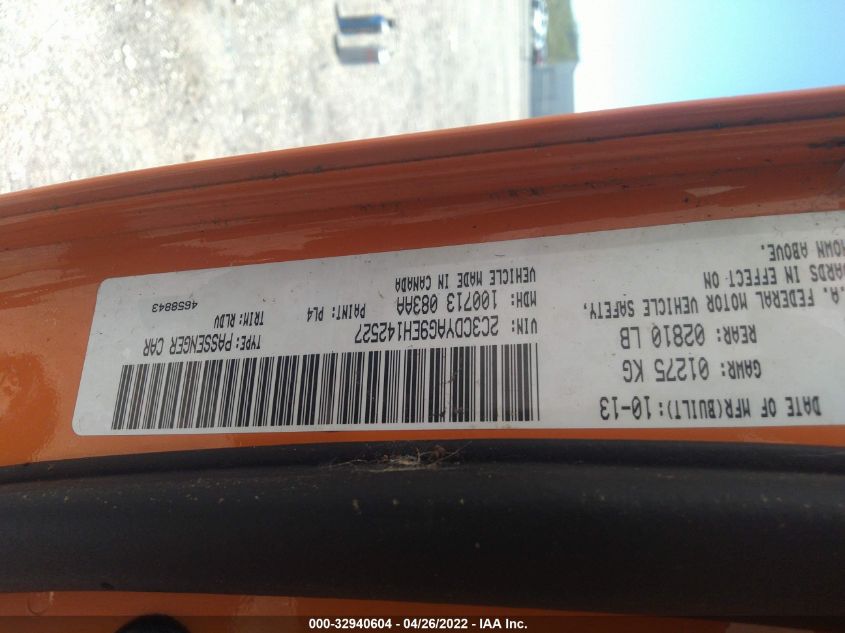 DATE OF MFR(BUILT): 10-13
GAWR: 01275 KG
REAR: 02810 LB
.A. FEDERAL MOTOR VEHICLE SAFETY,
DARDS IN EFFECT ON
HOWN ABOVE.
VIN: 2C3CDYAG9EH142527
TYPE: PASSENGER CAR
MDH: 100713 083AA
PAINT: PL4
TRIM: RLDV
VEHICLE MADE IN CANADA
4658843
000-32940604 - 04/26/2022 - IAA Inc.